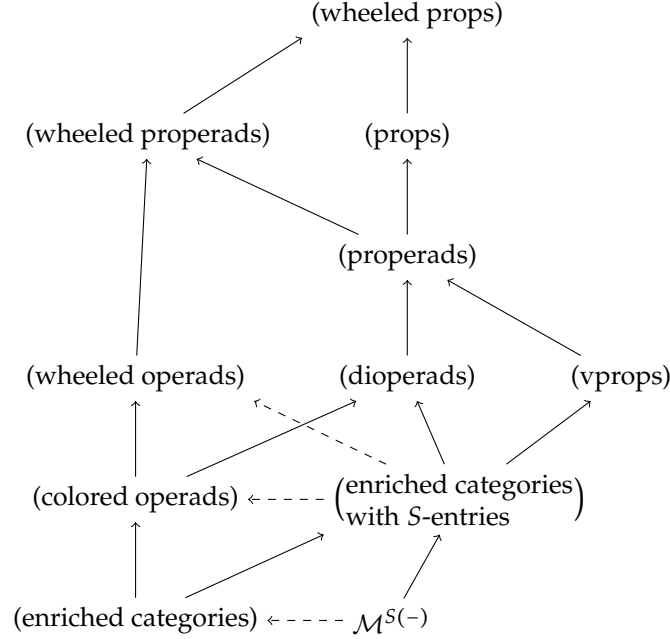 (wheeled props)
(wheeled properads) (props)
(properads)
(wheeled operads) (dioperads) (vprops)
(colored operads) (enriched categories
with S-entries)
(enriched categories) ℳ^{S(−)}